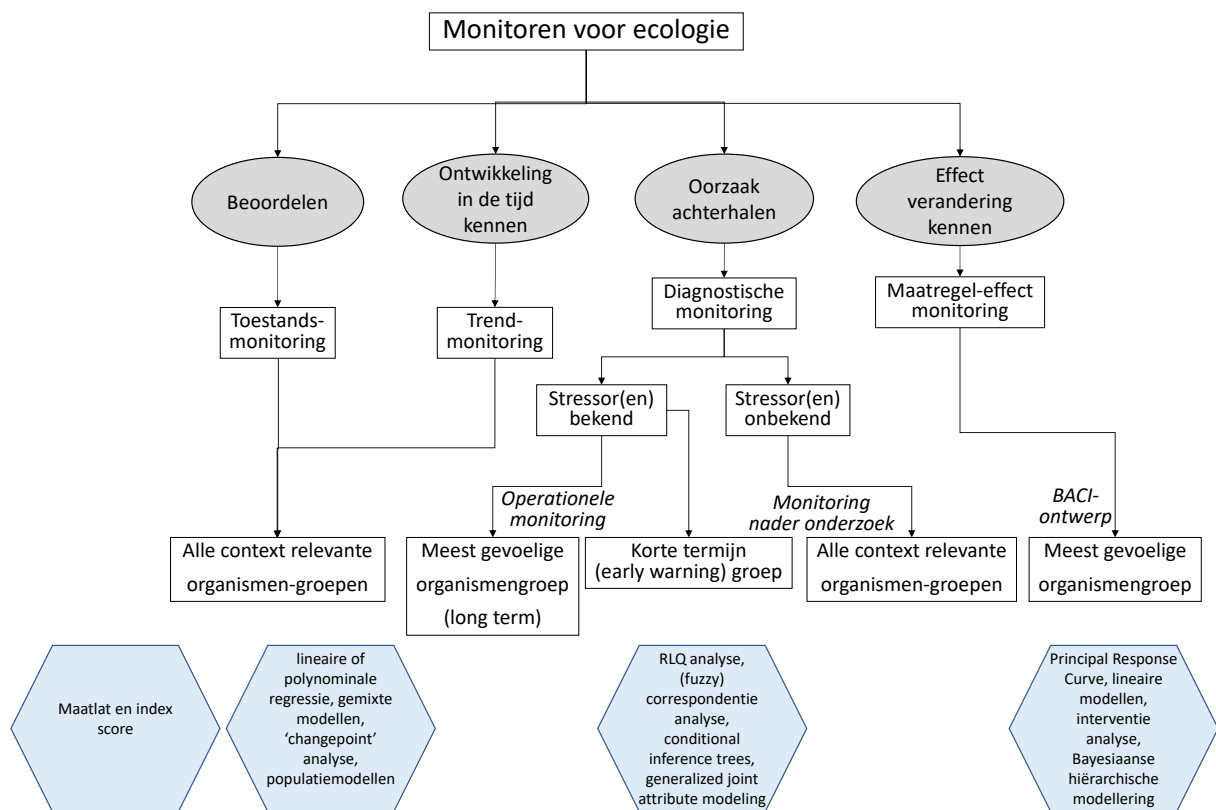 Monitoren voor ecologie
Beoordelen
Ontwikkeling
in de tijd
kennen
Oorzaak
achterhalen
Effect
verandering
kennen
Toestands-
monitoring
Trend-
monitoring
Diagnostische
monitoring
Maatregel-effect
monitoring
Stressor(en)
bekend
Stressor(en)
onbekend
Operationele
monitoring
Monitoring
nader onderzoek
BACI-
ontwerp
Alle context relevante
organismen-groepen
Meest gevoelige
organismengroep
(long term)
Korte termijn
(early warning) groep
Alle context relevante
organismen-groepen
Meest gevoelige
organismengroep
Maatlat en index
score
lineaire of
polynominale
regressie, gemixte
modellen,
‘changepoint’
analyse,
populatiemodellen
RLQ analyse,
(fuzzy)
correspondentie
analyse,
conditional
inference trees,
generalized joint
attribute modeling
Principal Response
Curve, lineaire
modellen,
interventie
analyse,
Bayesiaanse
hiërarchische
modellering